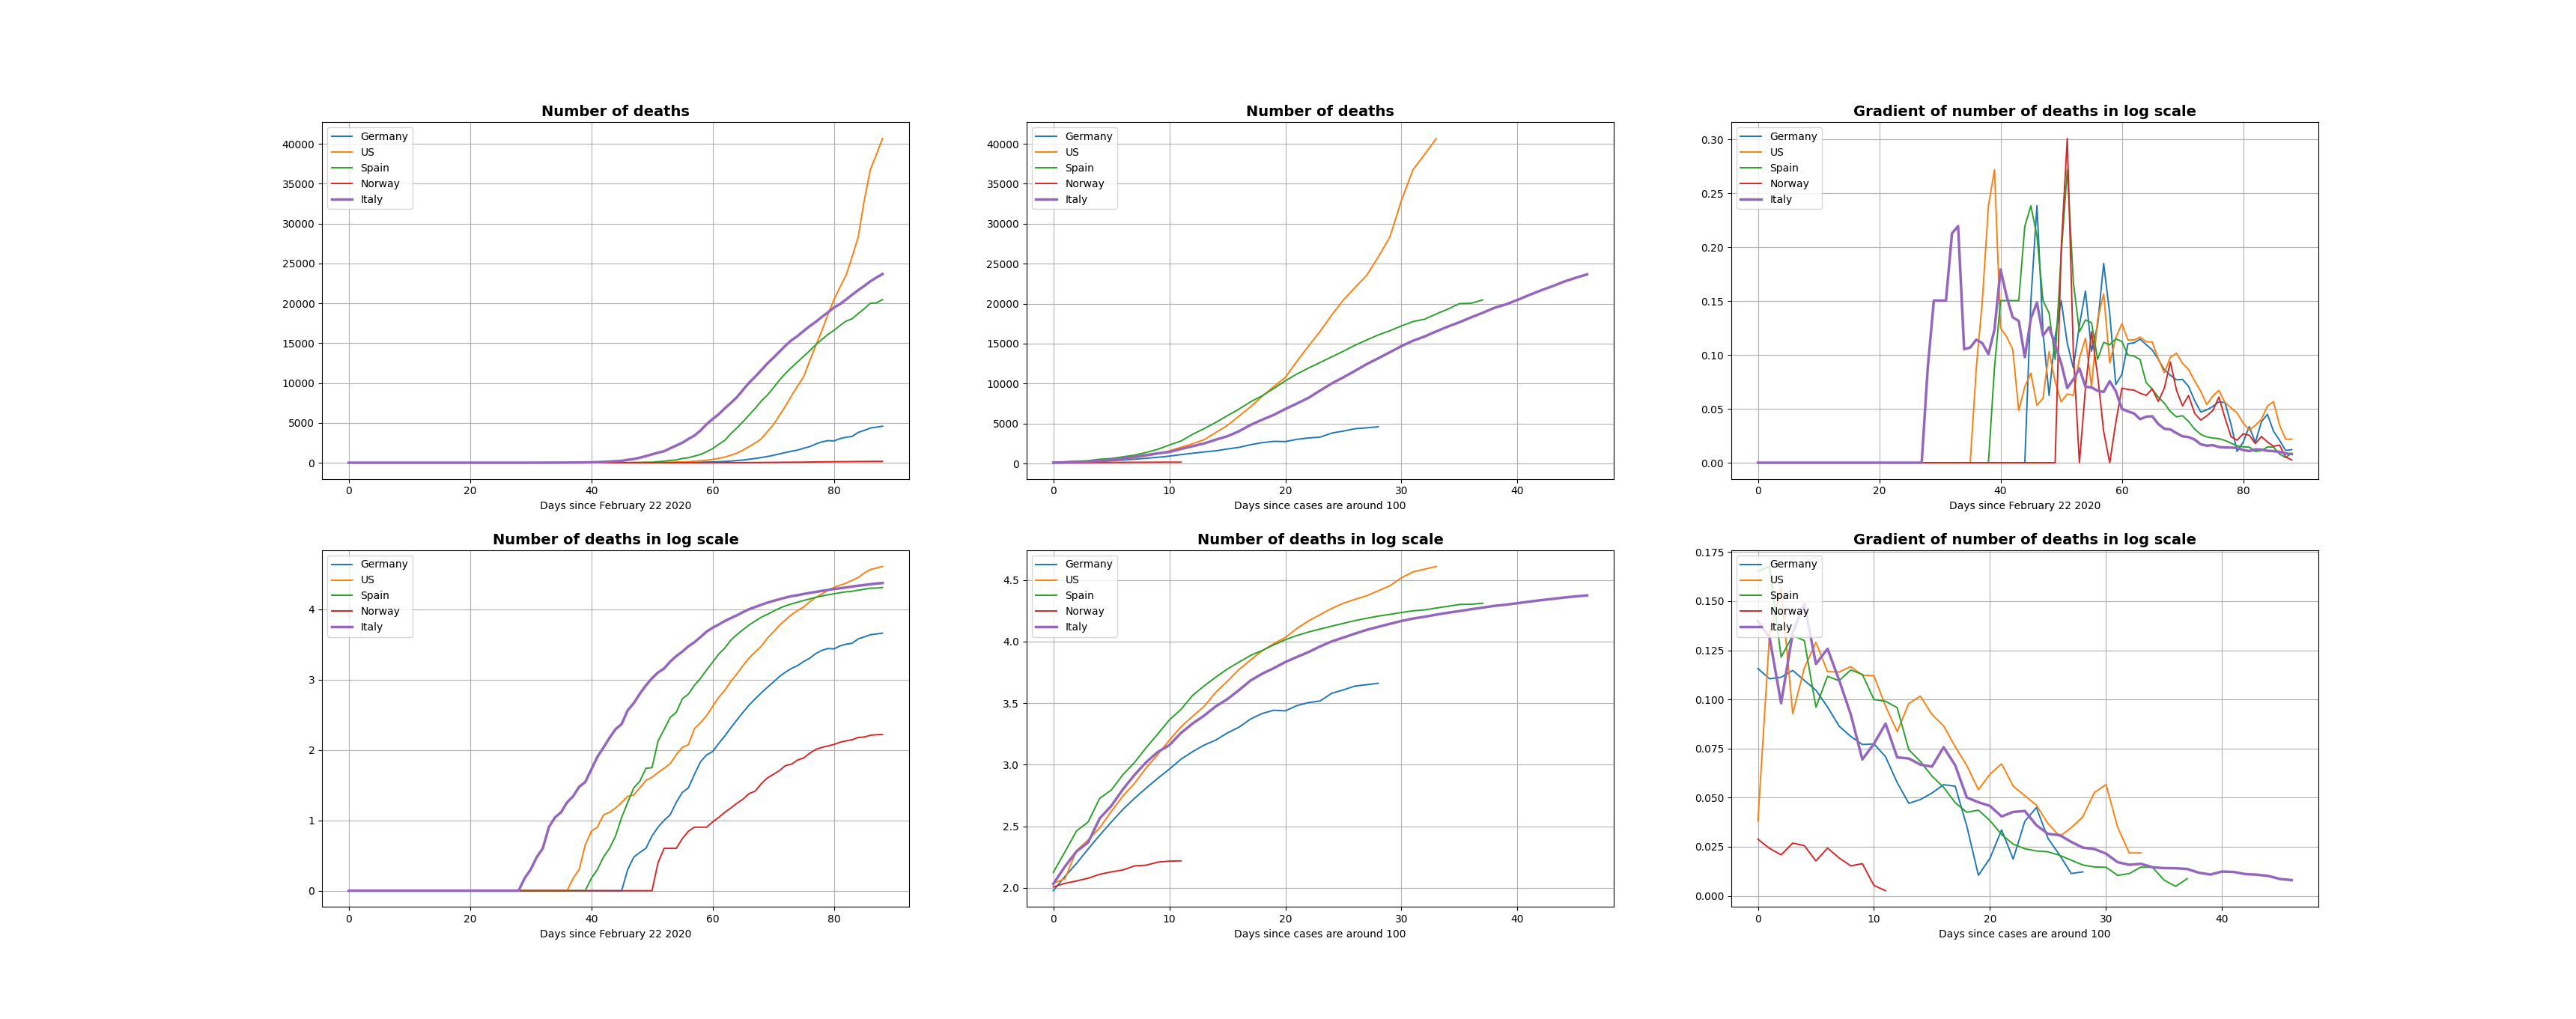 Number of deaths
Germany
US
Spain
Norway
Italy
40000
35000
30000
25000
20000
15000
10000
5000
0
0 20 40 60 80
Days since February 22 2020
Number of deaths
Germany
US
Spain
Norway
Italy
40000
35000
30000
25000
20000
15000
10000
5000
0
0 10 20 30 40
Days since cases are around 100
Gradient of number of deaths in log scale
Germany
US
Spain
Norway
Italy
0.30
0.25
0.20
0.15
0.10
0.05
0.00
0 20 40 60 80
Days since February 22 2020
Number of deaths in log scale
Germany
US
Spain
Norway
Italy
4
3
2
1
0
0 20 40 60 80
Days since February 22 2020
Number of deaths in log scale
Germany
US
Spain
Norway
Italy
4.5
4.0
3.5
3.0
2.5
2.0
0 10 20 30 40
Days since cases are around 100
Gradient of number of deaths in log scale
Germany
US
Spain
Norway
Italy
0.175
0.150
0.125
0.100
0.075
0.050
0.025
0.000
0 10 20 30 40
Days since cases are around 100